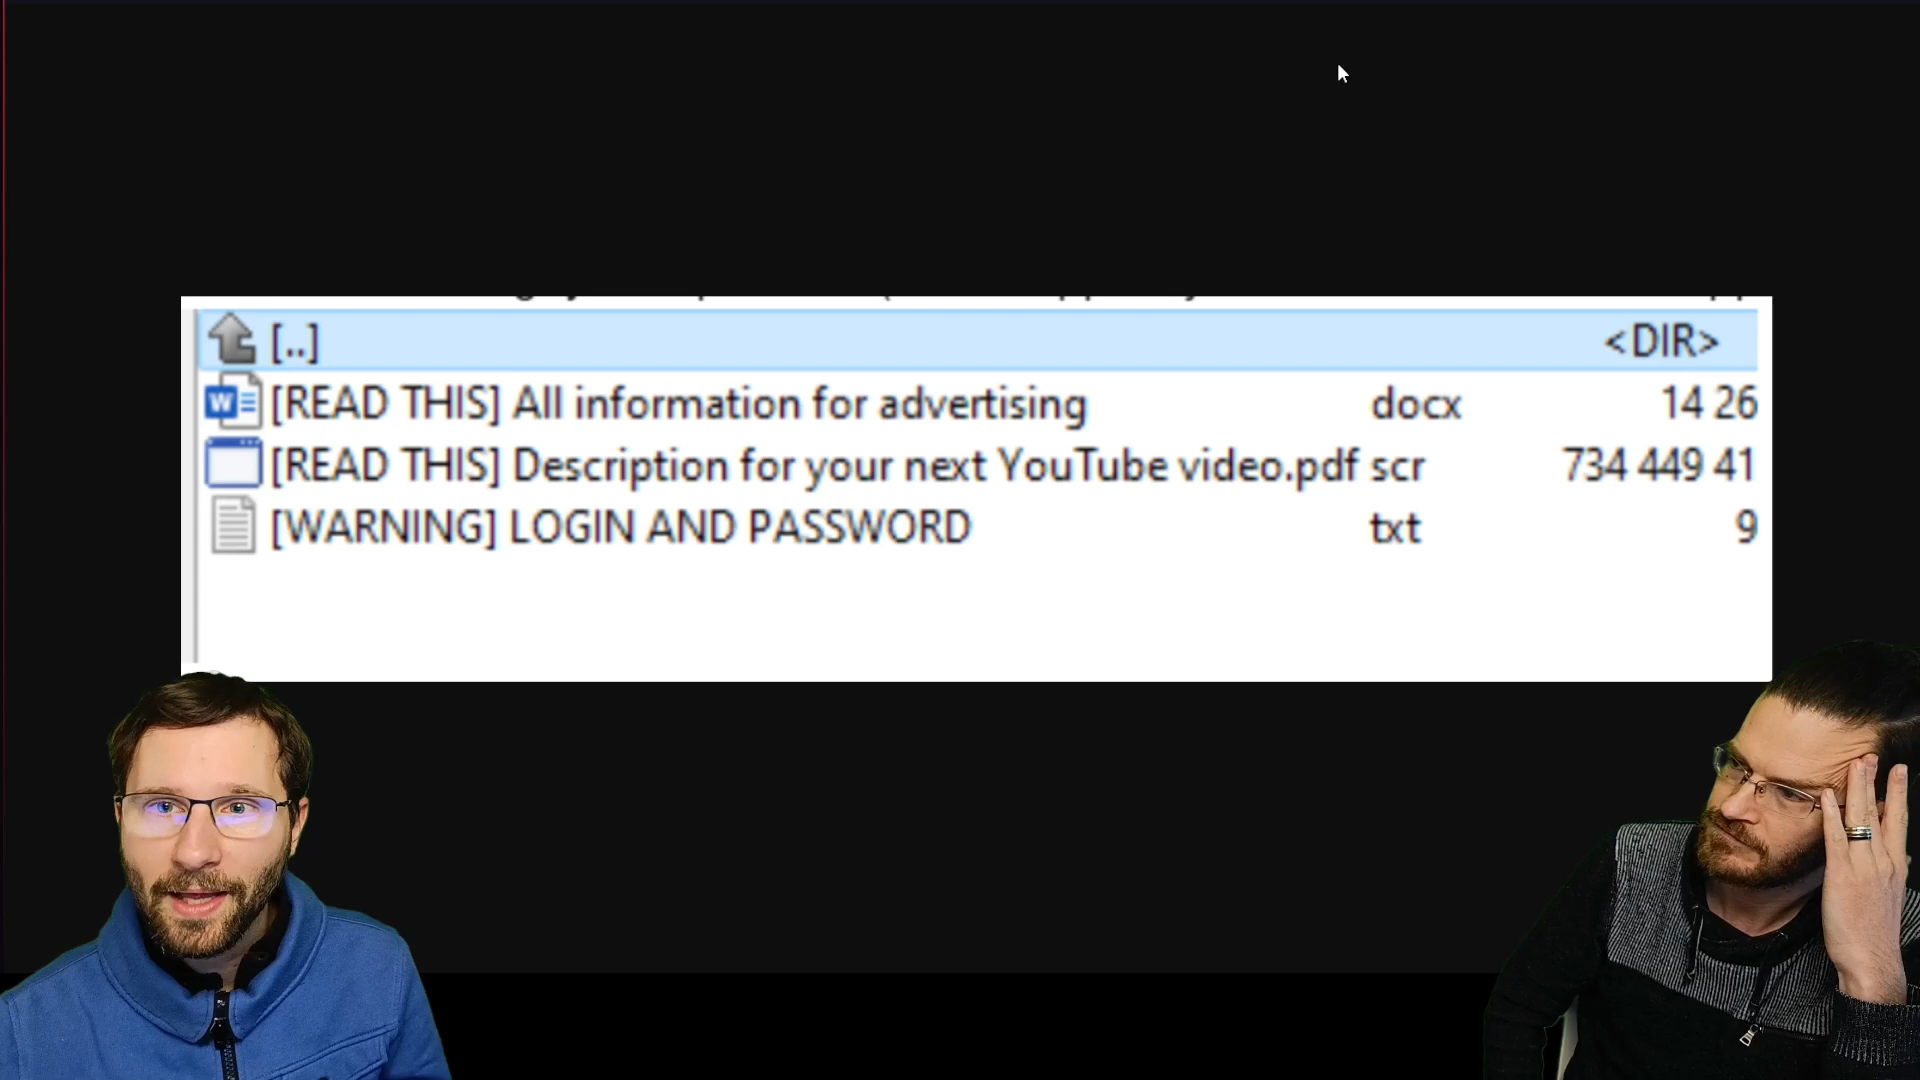 [..] <DIR>
[READ THIS] All information for advertising docx 14 26
[READ THIS] Description for your next YouTube video.pdf scr 734 449 41
[WARNING] LOGIN AND PASSWORD txt 9